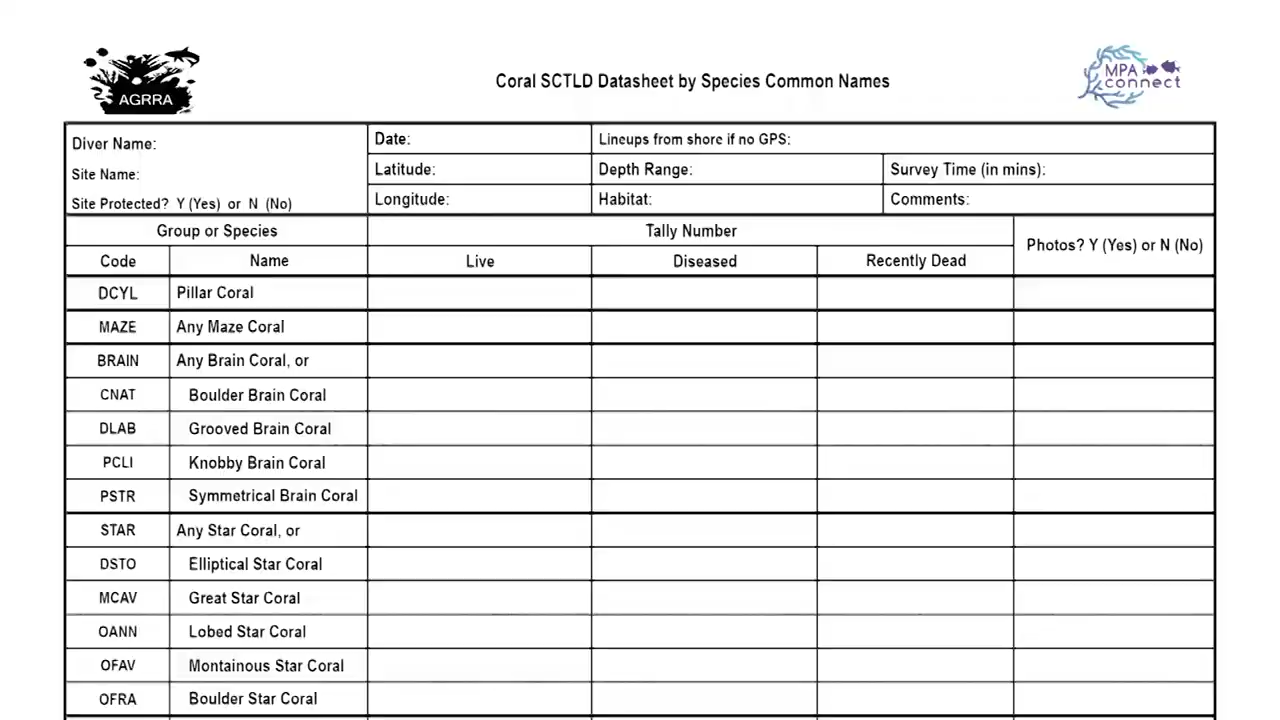 AGRRA
Coral SCTLD Datasheet by Species Common Names
MPA
connect
Diver Name:
Site Name:
Site Protected? Y (Yes) or N (No)
Date:
Lineups from shore if no GPS:
Latitude:
Depth Range:
Survey Time (in mins):
Longitude:
Habitat:
Comments:
Group or Species
Tally Number
Photos? Y (Yes) or N (No)
Code
Name
Live
Diseased
Recently Dead
DCYL Pillar Coral
MAZE Any Maze Coral
BRAIN Any Brain Coral, or
CNAT Boulder Brain Coral
DLAB Grooved Brain Coral
PCLI Knobby Brain Coral
PSTR Symmetrical Brain Coral
STAR Any Star Coral, or
DSTO Elliptical Star Coral
MCAV Great Star Coral
OANN Lobed Star Coral
OFAV Montainous Star Coral
OFRA Boulder Star Coral